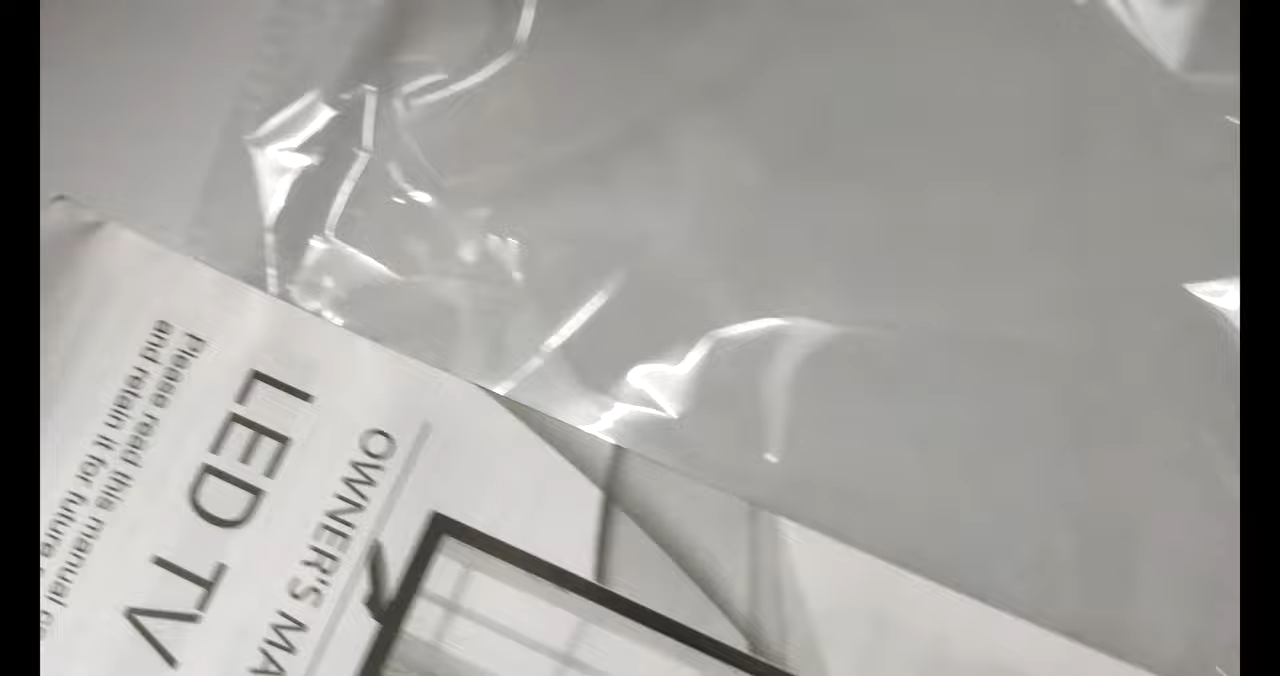 OWNER'S MA
LED TV
Please read this manual
and retain it for future